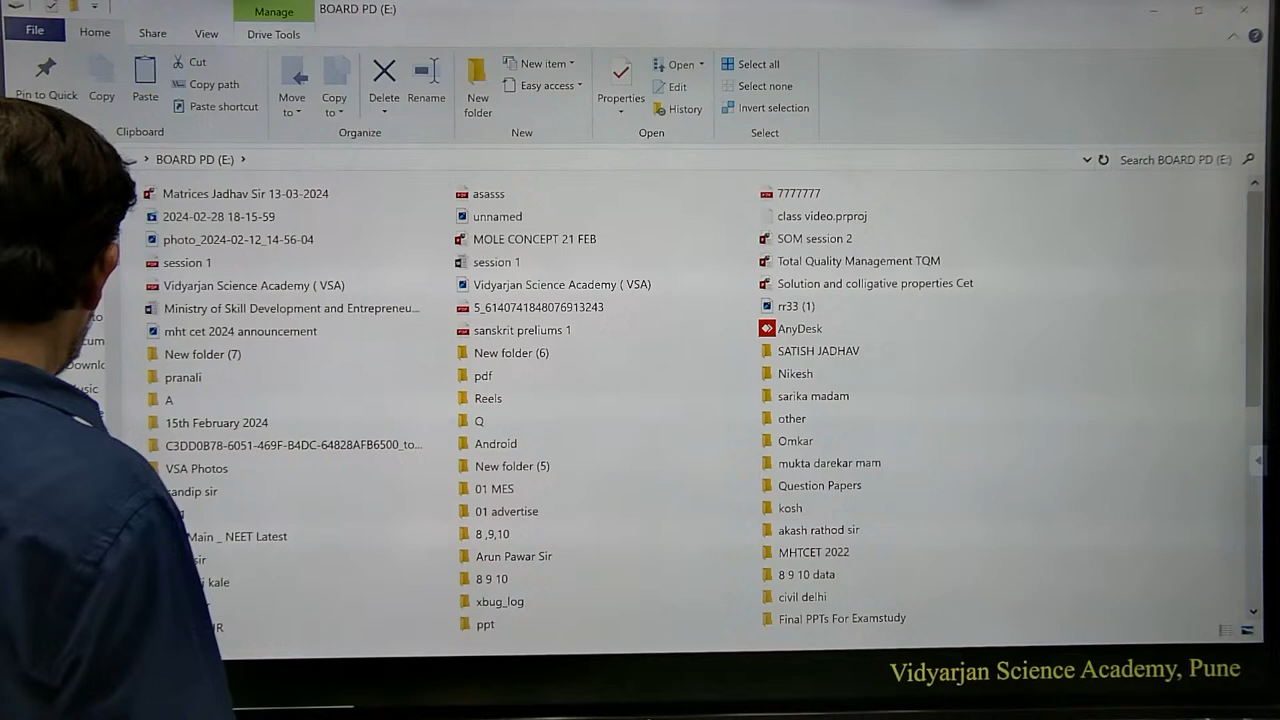 Manage
BOARD PD (E:)
File
Home
Share
View
Drive Tools
Pin to Quick
Copy
Paste
Cut
Copy path
Paste shortcut
Clipboard
Move to
Copy to
Delete
Rename
Organize
New folder
New item
Easy access
New
Properties
Open
Edit
History
Open
Select all
Select none
Invert selection
Select
BOARD PD (E:)
Search BOARD PD (E:)
Matrices Jadhav Sir 13-03-2024
2024-02-28 18-15-59
photo_2024-02-12_14-56-04
session 1
Vidyarjan Science Academy ( VSA)
Ministry of Skill Development and Entrepreneu...
mht cet 2024 announcement
New folder (7)
pranali
A
15th February 2024
C3DD0B78-6051-469F-B4DC-64828AFB6500_to...
VSA Photos
andip sir
Main _ NEET Latest
sir
kale
asasss
unnamed
MOLE CONCEPT 21 FEB
session 1
Vidyarjan Science Academy ( VSA)
5_6140741848076913243
sanskrit preliums 1
New folder (6)
pdf
Reels
Q
Android
New folder (5)
01 MES
01 advertise
8 ,9,10
Arun Pawar Sir
8 9 10
xbug_log
ppt
7777777
class video.prproj
SOM session 2
Total Quality Management TQM
Solution and colligative properties Cet
rr33 (1)
AnyDesk
SATISH JADHAV
Nikesh
sarika madam
other
Omkar
mukta darekar mam
Question Papers
kosh
akash rathod sir
MHTCET 2022
8 9 10 data
civil delhi
Final PPTs For Examstudy
Vidyarjan Science Academy, Pune